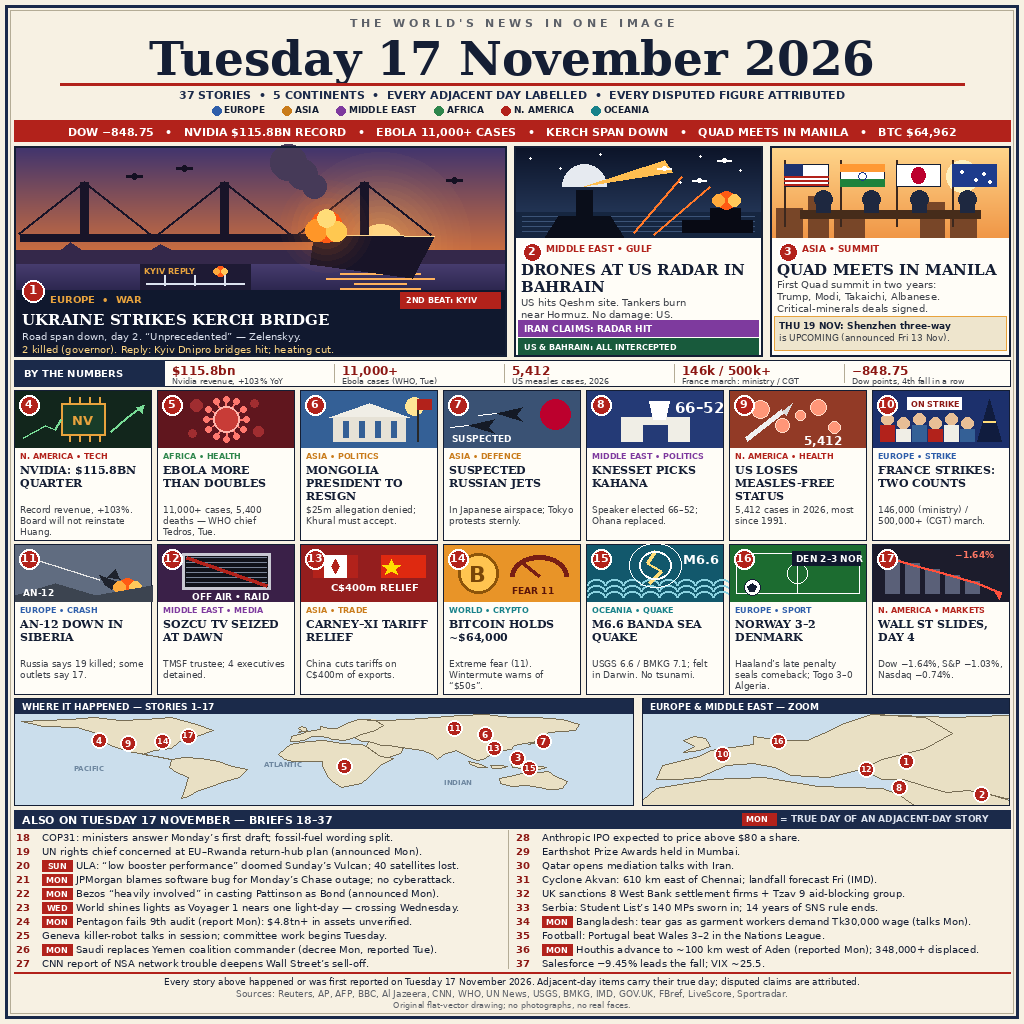 THE WORLD'S NEWS IN ONE IMAGE
Tuesday 17 November 2026
37 STORIES • 5 CONTINENTS • EVERY ADJACENT DAY LABELLED • EVERY DISPUTED FIGURE ATTRIBUTED
EUROPE ASIA MIDDLE EAST AFRICA N. AMERICA OCEANIA
DOW −848.75 • NVIDIA $115.8BN RECORD • EBOLA 11,000+ CASES • KERCH SPAN DOWN • QUAD MEETS IN MANILA • BTC $64,962
KYIV REPLY
1
EUROPE • WAR
2ND BEAT: KYIV
UKRAINE STRIKES KERCH BRIDGE
Road span down, day 2. “Unprecedented” — Zelenskyy.
2 killed (governor). Reply: Kyiv Dnipro bridges hit; heating cut.
2 MIDDLE EAST • GULF
DRONES AT US RADAR IN
BAHRAIN
US hits Qeshm site. Tankers burn
near Hormuz. No damage: US.
IRAN CLAIMS: RADAR HIT
US & BAHRAIN: ALL INTERCEPTED
3 ASIA • SUMMIT
QUAD MEETS IN MANILA
First Quad summit in two years:
Trump, Modi, Takaichi, Albanese.
Critical-minerals deals signed.
THU 19 NOV: Shenzhen three-way
is UPCOMING (announced Fri 13 Nov).
BY THE NUMBERS
$115.8bn
Nvidia revenue, +103% YoY
11,000+
Ebola cases (WHO, Tue)
5,412
US measles cases, 2026
146k / 500k+
France march: ministry / CGT
−848.75
Dow points, 4th fall in a row
4
NV
N. AMERICA • TECH
NVIDIA: $115.8BN
QUARTER
Record revenue, +103%.
Board will not reinstate
Huang.
5
AFRICA • HEALTH
EBOLA MORE
THAN DOUBLES
11,000+ cases, 5,400
deaths — WHO chief
Tedros, Tue.
6
ASIA • POLITICS
MONGOLIA
PRESIDENT TO
RESIGN
$25m allegation denied;
Khural must accept.
7
SUSPECTED
ASIA • DEFENCE
SUSPECTED
RUSSIAN JETS
In Japanese airspace; Tokyo
protests sternly.
8
66–52
MIDDLE EAST • POLITICS
KNESSET PICKS
KAHANA
Speaker elected 66–52;
Ohana replaced.
9
5,412
N. AMERICA • HEALTH
US LOSES
MEASLES-FREE
STATUS
5,412 cases in 2026, most
since 1991.
10
ON STRIKE
EUROPE • STRIKE
FRANCE STRIKES:
TWO COUNTS
146,000 (ministry) /
500,000+ (CGT) march.
11
AN-12
EUROPE • CRASH
AN-12 DOWN IN
SIBERIA
Russia says 19 killed; some
outlets say 17.
12
OFF AIR • RAID
MIDDLE EAST • MEDIA
SOZCU TV SEIZED
AT DAWN
TMSF trustee; 4 executives
detained.
13
C$400m RELIEF
ASIA • TRADE
CARNEY–XI TARIFF
RELIEF
China cuts tariffs on
C$400m of exports.
14
B
FEAR 11
WORLD • CRYPTO
BITCOIN HOLDS
~$64,000
Extreme fear (11).
Wintermute warns of
“$50s”.
15
M6.6
OCEANIA • QUAKE
M6.6 BANDA SEA
QUAKE
USGS 6.6 / BMKG 7.1; felt
in Darwin. No tsunami.
16
DEN 2–3 NOR
EUROPE • SPORT
NORWAY 3–2
DENMARK
Haaland's late penalty
seals comeback; Togo 3–0
Algeria.
17
−1.64%
N. AMERICA • MARKETS
WALL ST SLIDES,
DAY 4
Dow −1.64%, S&P −1.03%,
Nasdaq −0.74%.
WHERE IT HAPPENED — STORIES 1–17
4 9 14 17 11 6 13 7 3 15 5
PACIFIC
ATLANTIC
INDIAN
EUROPE & MIDDLE EAST — ZOOM
10 16 12 1 8 2
ALSO ON TUESDAY 17 NOVEMBER — BRIEFS 18–37
MON = TRUE DAY OF AN ADJACENT-DAY STORY
18 COP31: ministers answer Monday's first draft; fossil-fuel wording split.
19 UN rights chief concerned at EU–Rwanda return-hub plan (announced Mon).
20 SUN ULA: “low booster performance” doomed Sunday's Vulcan; 40 satellites lost.
21 MON JPMorgan blames software bug for Monday's Chase outage; no cyberattack.
22 MON Bezos “heavily involved” in casting Pattinson as Bond (announced Mon).
23 WED World shines lights as Voyager 1 nears one light-day — crossing Wednesday.
24 MON Pentagon fails 9th audit (report Mon): $4.8tn+ in assets unverified.
25 Geneva killer-robot talks in session; committee work begins Tuesday.
26 MON Saudi replaces Yemen coalition commander (decree Mon, reported Tue).
27 CNN report of NSA network trouble deepens Wall Street's sell-off.
28 Anthropic IPO expected to price above $80 a share.
29 Earthshot Prize Awards held in Mumbai.
30 Qatar opens mediation talks with Iran.
31 Cyclone Akvan: 610 km east of Chennai; landfall forecast Fri (IMD).
32 UK sanctions 8 West Bank settlement firms + Tzav 9 aid-blocking group.
33 Serbia: Student List's 140 MPs sworn in; 14 years of SNS rule ends.
34 MON Bangladesh: tear gas as garment workers demand Tk30,000 wage (talks Mon).
35 Football: Portugal beat Wales 3–2 in the Nations League.
36 MON Houthis advance to ~100 km west of Aden (reported Mon); 348,000+ displaced.
37 Salesforce −9.45% leads the fall; VIX ~25.5.
Every story above happened or was first reported on Tuesday 17 November 2026. Adjacent-day items carry their true day; disputed claims are attributed.
Sources: Reuters, AP, AFP, BBC, Al Jazeera, CNN, WHO, UN News, USGS, BMKG, IMD, GOV.UK, FBref, LiveScore, Sportradar.
Original flat-vector drawing; no photographs, no real faces.